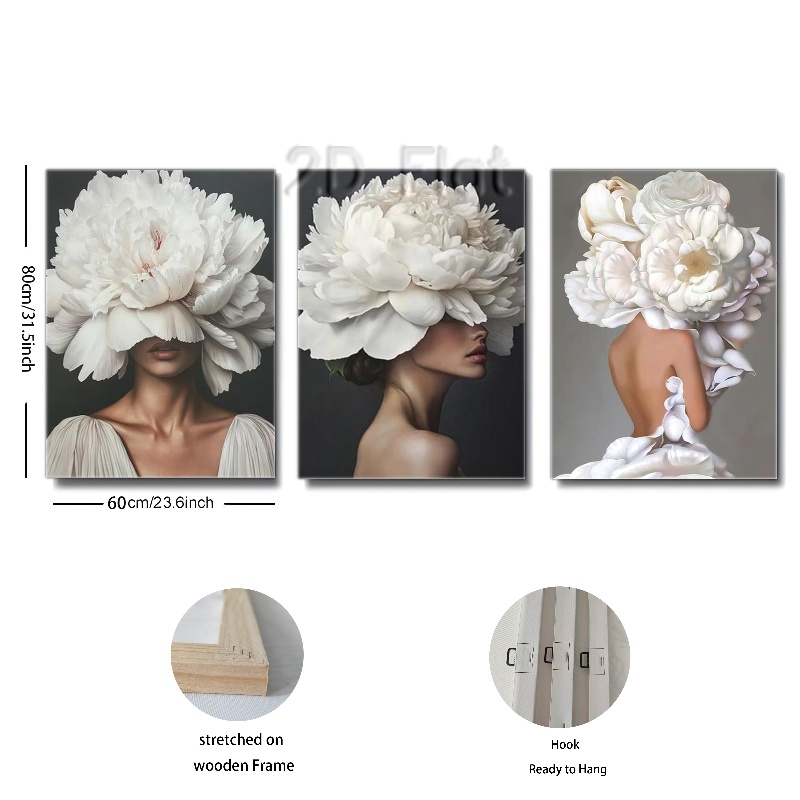 2D Flat
80cm/31.5inch
60cm/23.6inch
stretched on
wooden Frame
Hook
Ready to Hang